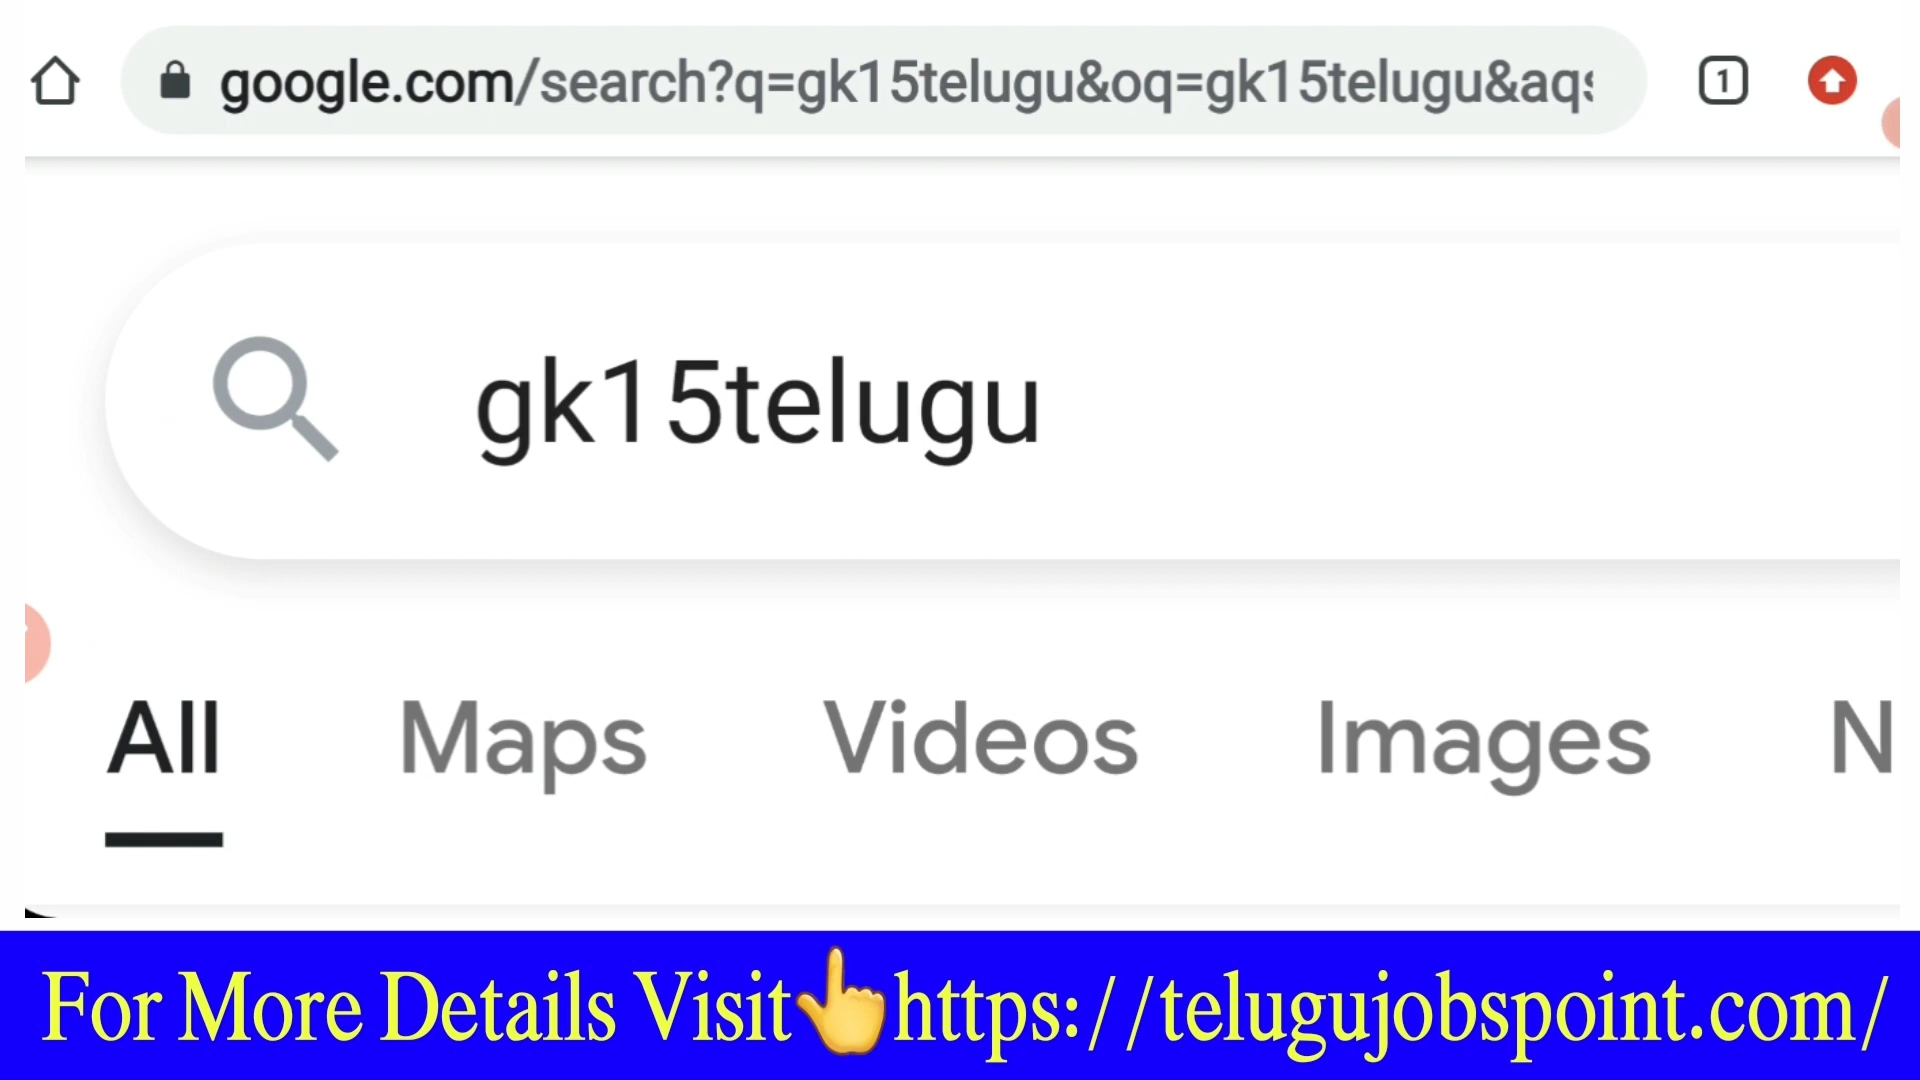 google.com/search?q=gk15telugu&oq=gk15telugu&aqs 1
gk15telugu
All Maps Videos Images N
For More Details Visit👆https://telugujobspoint.com/